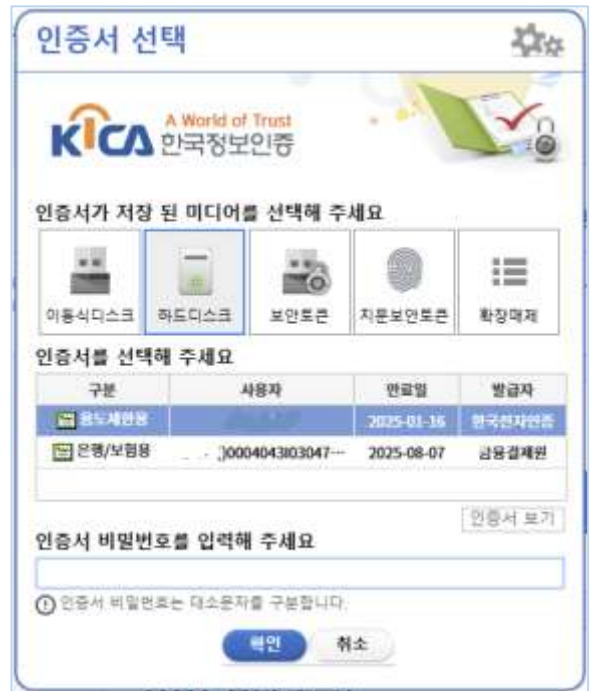 인증서 선택
KICA A World of Trust
한국정보인증
인증서가 저장 된 미디어를 선택해 주세요
이동식디스크 하드디스크 보안토큰 지문보안토큰 확장매체
인증서를 선택해 주세요
구분 사용자 만료일 발급자
용도제한용 2025-01-16 한국전자인증
은행/보험용 )0004043I03047··· 2025-08-07 금융결제원
인증서 보기
인증서 비밀번호를 입력해 주세요
인증서 비밀번호는 대소문자를 구분합니다.
확인 취소